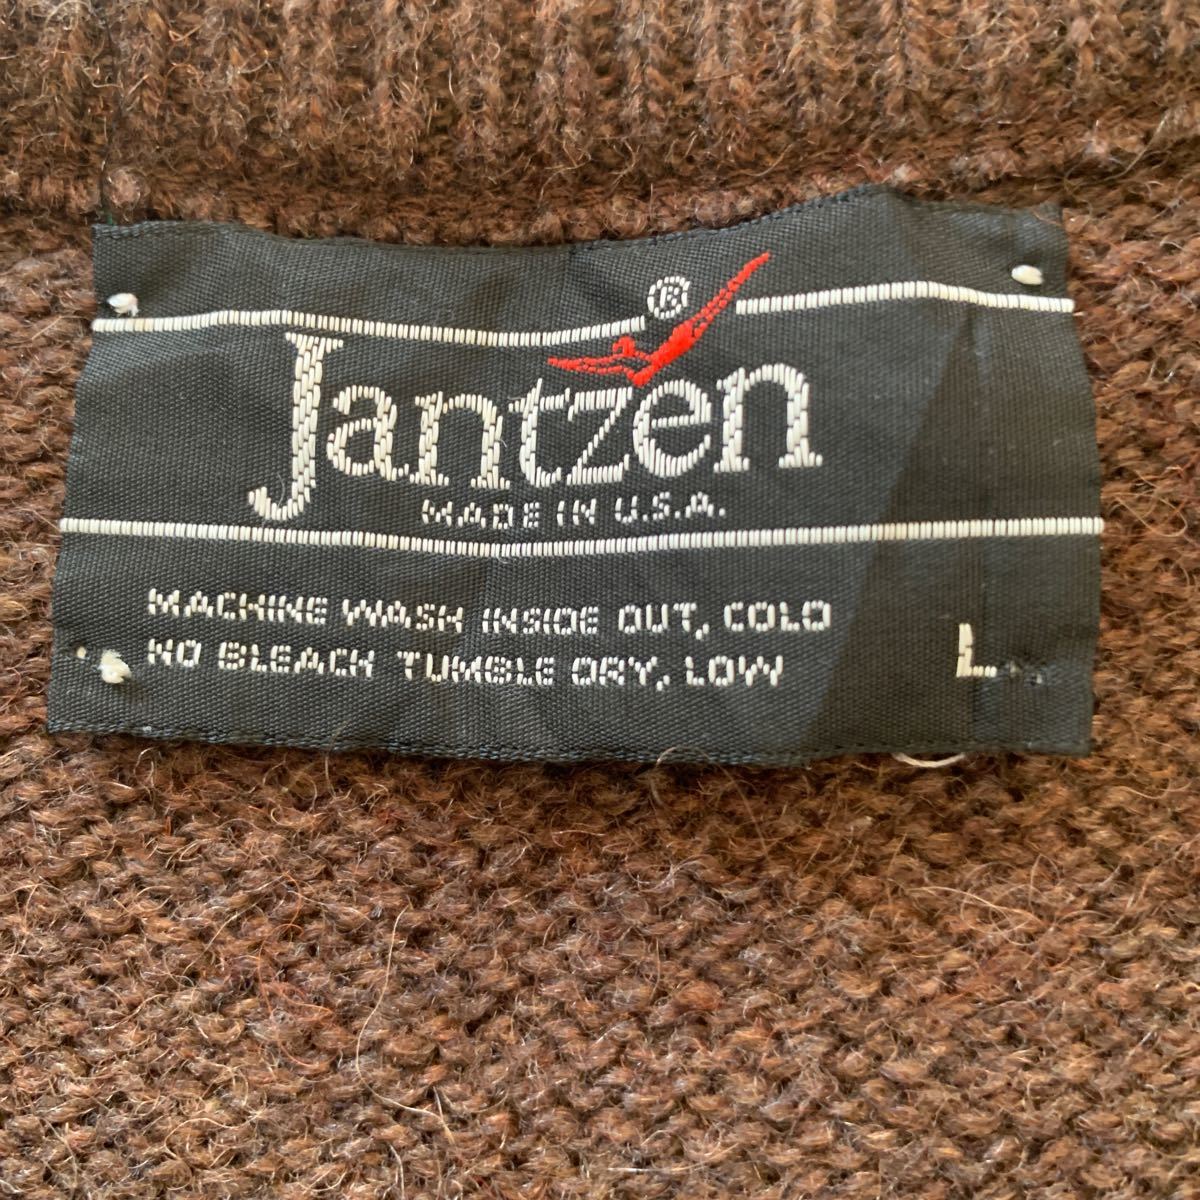 Jantzen®
MADE IN U.S.A.
MACHINE WASH INSIDE OUT, COLD
NO BLEACH TUMBLE DRY, LOW
L